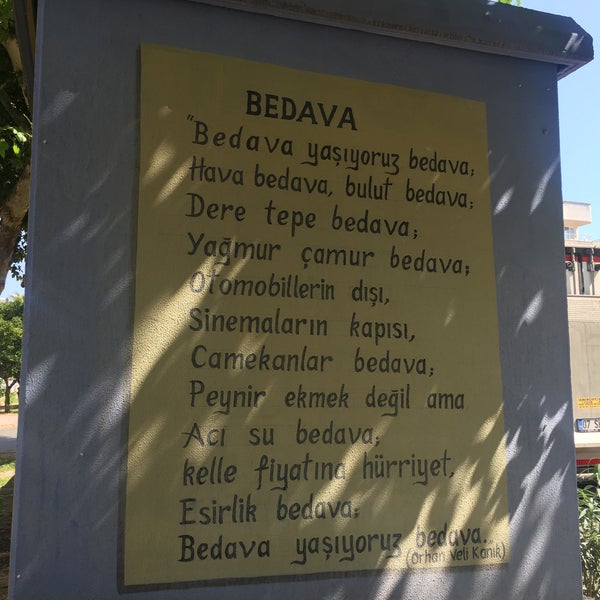 BEDAVA
"Bedava yaşıyoruz bedava;
Hava bedava, bulut bedava;
Dere tepe bedava;
Yağmur çamur bedava;
Otomobillerin dışı,
Sinemaların kapısı,
Camekanlar bedava;
Peynir ekmek değil ama
Acı su bedava;
kelle fiyatına hürriyet,
Esirlik bedava;
Bedava yaşıyoruz bedava..
(Orhan Veli Kanık)